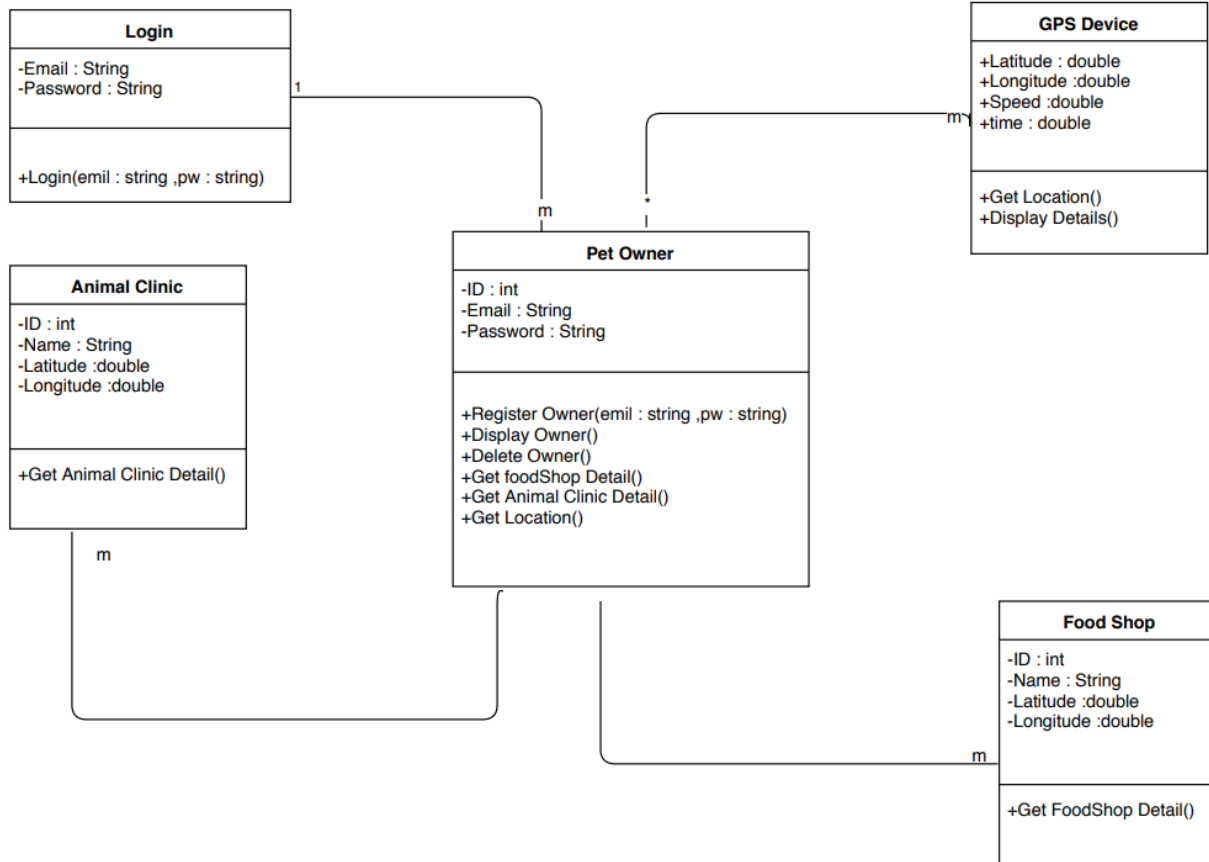 Login
-Email : String
-Password : String
+Login(emil : string ,pw : string)
1
m
GPS Device
+Latitude : double
+Longitude :double
+Speed :double
+time : double
+Get Location()
+Display Details()
m
*
Animal Clinic
-ID : int
-Name : String
-Latitude :double
-Longitude :double
+Get Animal Clinic Detail()
m
Pet Owner
-ID : int
-Email : String
-Password : String
+Register Owner(emil : string ,pw : string)
+Display Owner()
+Delete Owner()
+Get foodShop Detail()
+Get Animal Clinic Detail()
+Get Location()
Food Shop
-ID : int
-Name : String
-Latitude :double
-Longitude :double
+Get FoodShop Detail()
m